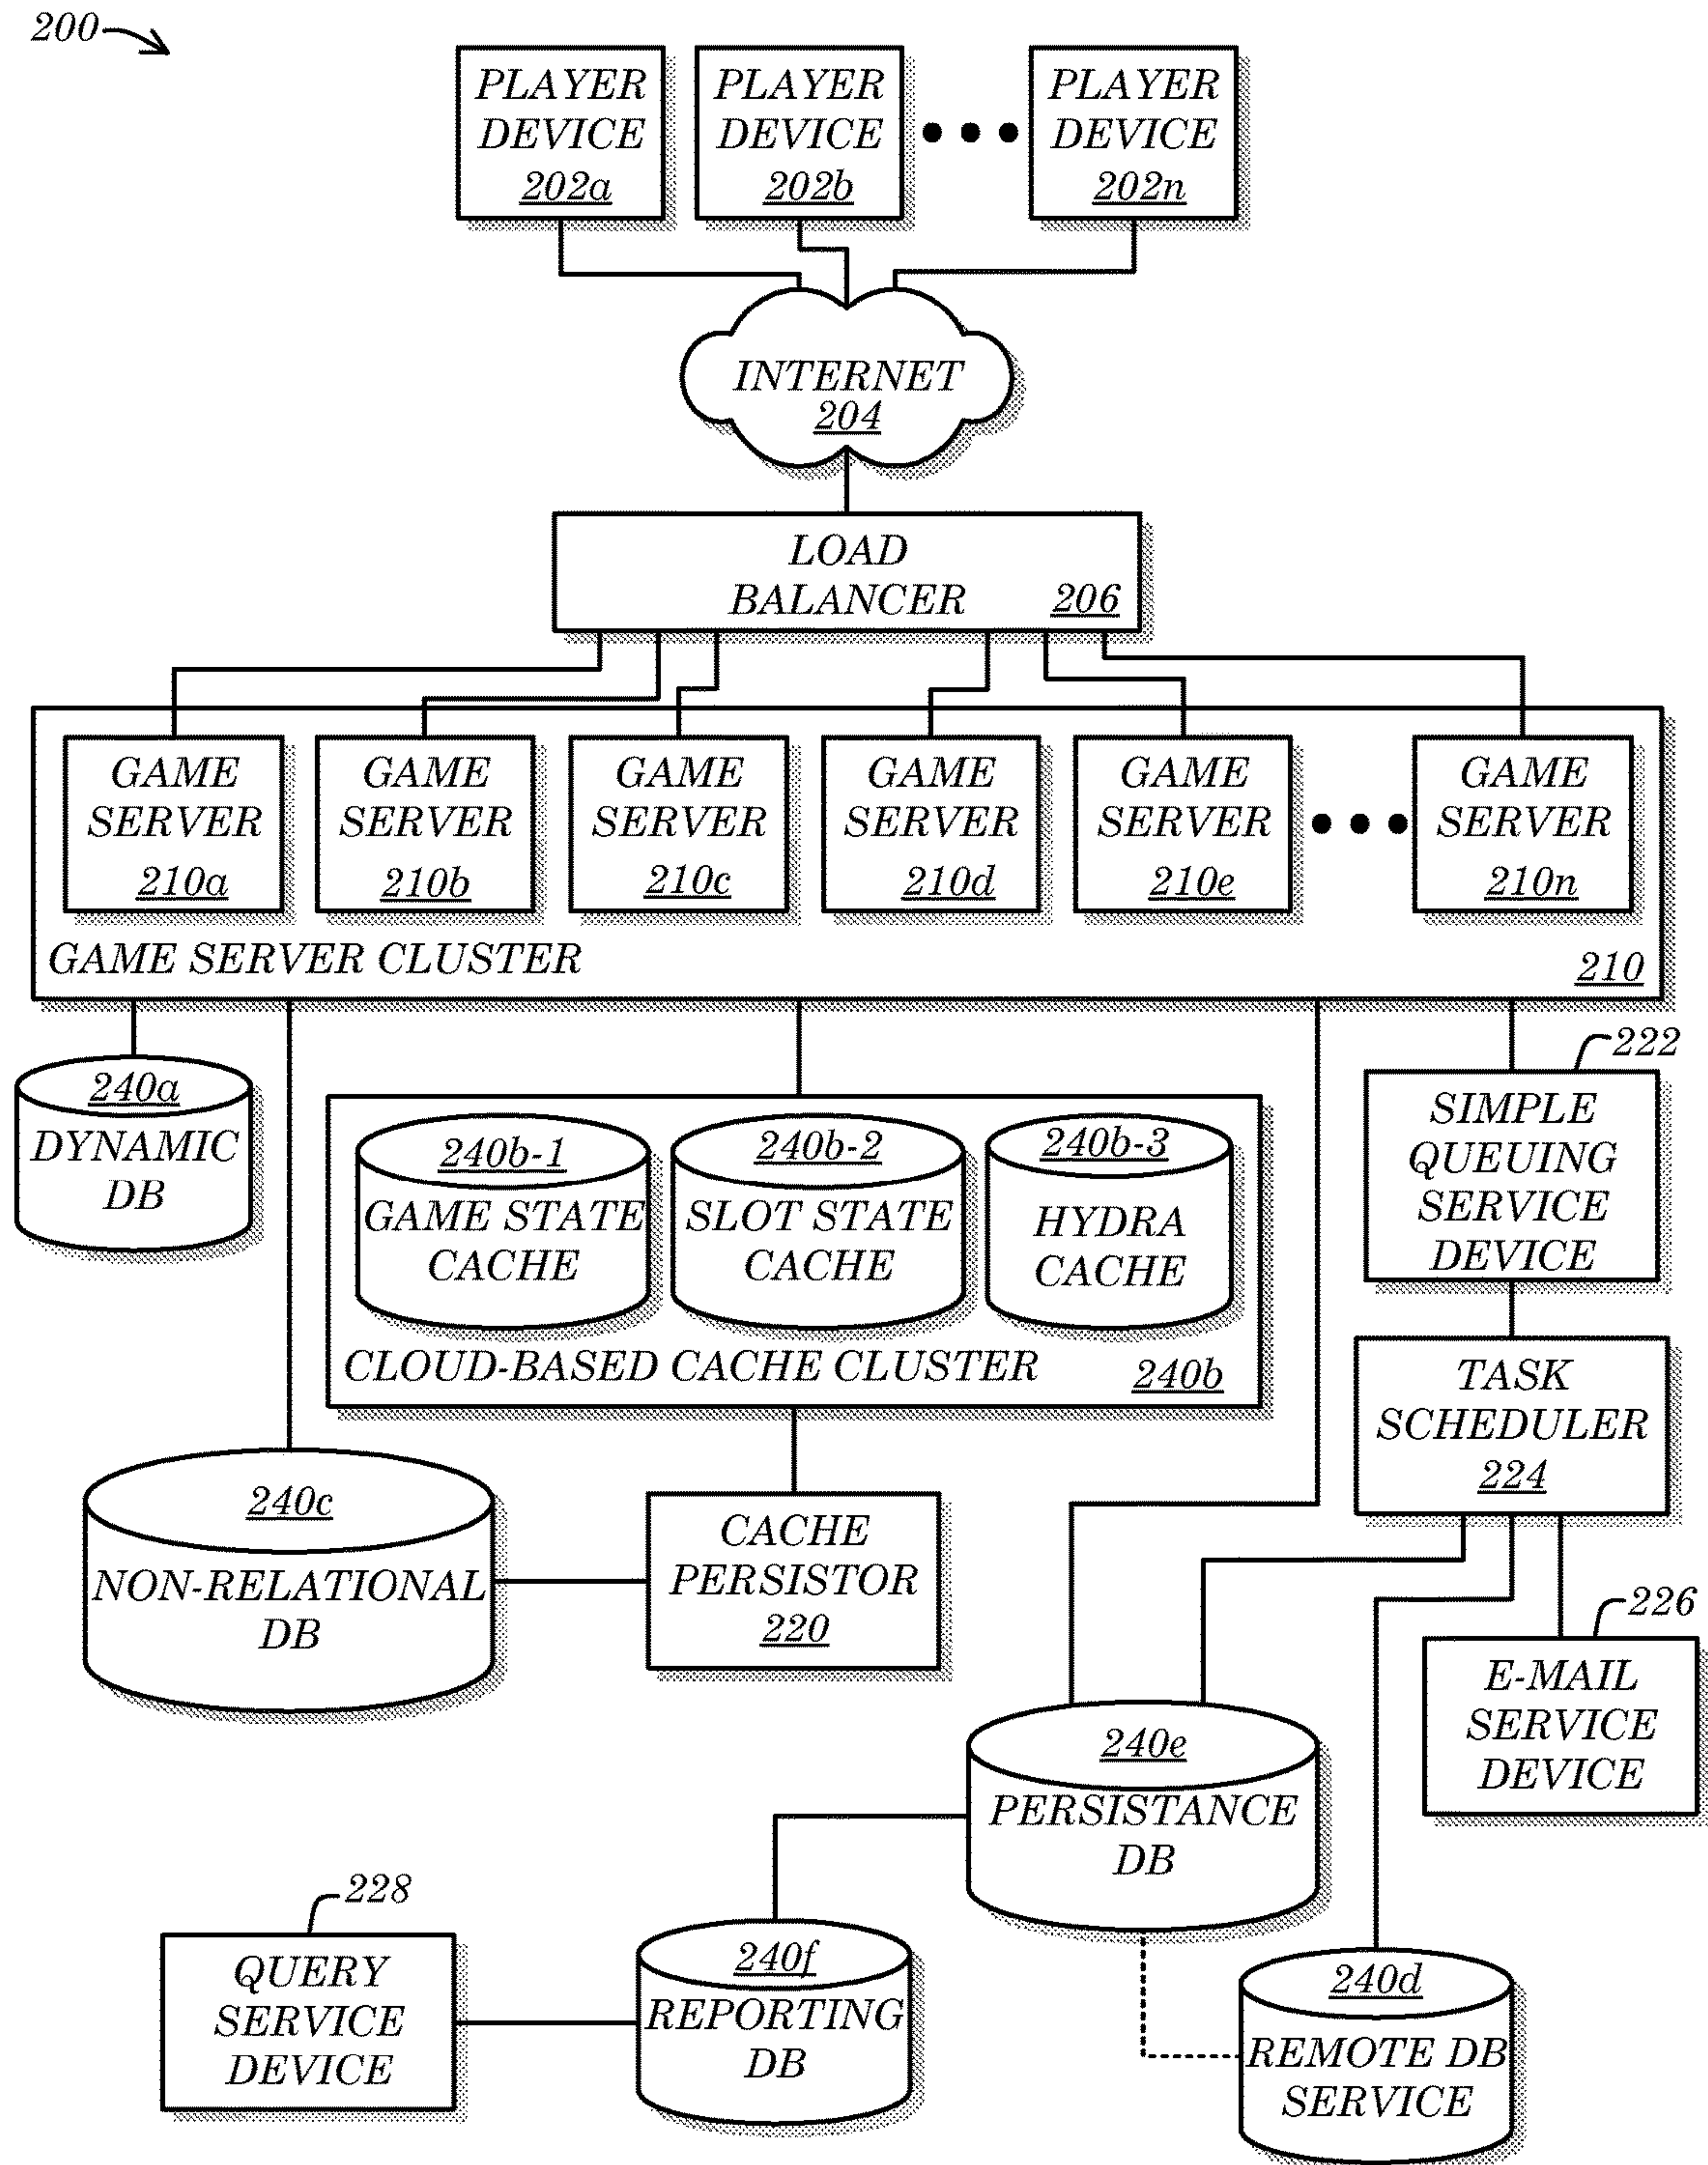 200
PLAYER
DEVICE
202a
PLAYER
DEVICE
202b
PLAYER
DEVICE
202n
INTERNET
204
LOAD
BALANCER
206
GAME
SERVER
210a
GAME
SERVER
210b
GAME
SERVER
210c
GAME
SERVER
210d
GAME
SERVER
210e
GAME
SERVER
210n
GAME SERVER CLUSTER
210
240a
DYNAMIC
DB
240b-1
GAME STATE
CACHE
240b-2
SLOT STATE
CACHE
240b-3
HYDRA
CACHE
CLOUD-BASED CACHE CLUSTER
240b
222
SIMPLE
QUEUING
SERVICE
DEVICE
TASK
SCHEDULER
224
240c
NON-RELATIONAL
DB
CACHE
PERSISTOR
220
226
E-MAIL
SERVICE
DEVICE
240e
PERSISTANCE
DB
228
QUERY
SERVICE
DEVICE
240f
REPORTING
DB
240d
REMOTE DB
SERVICE